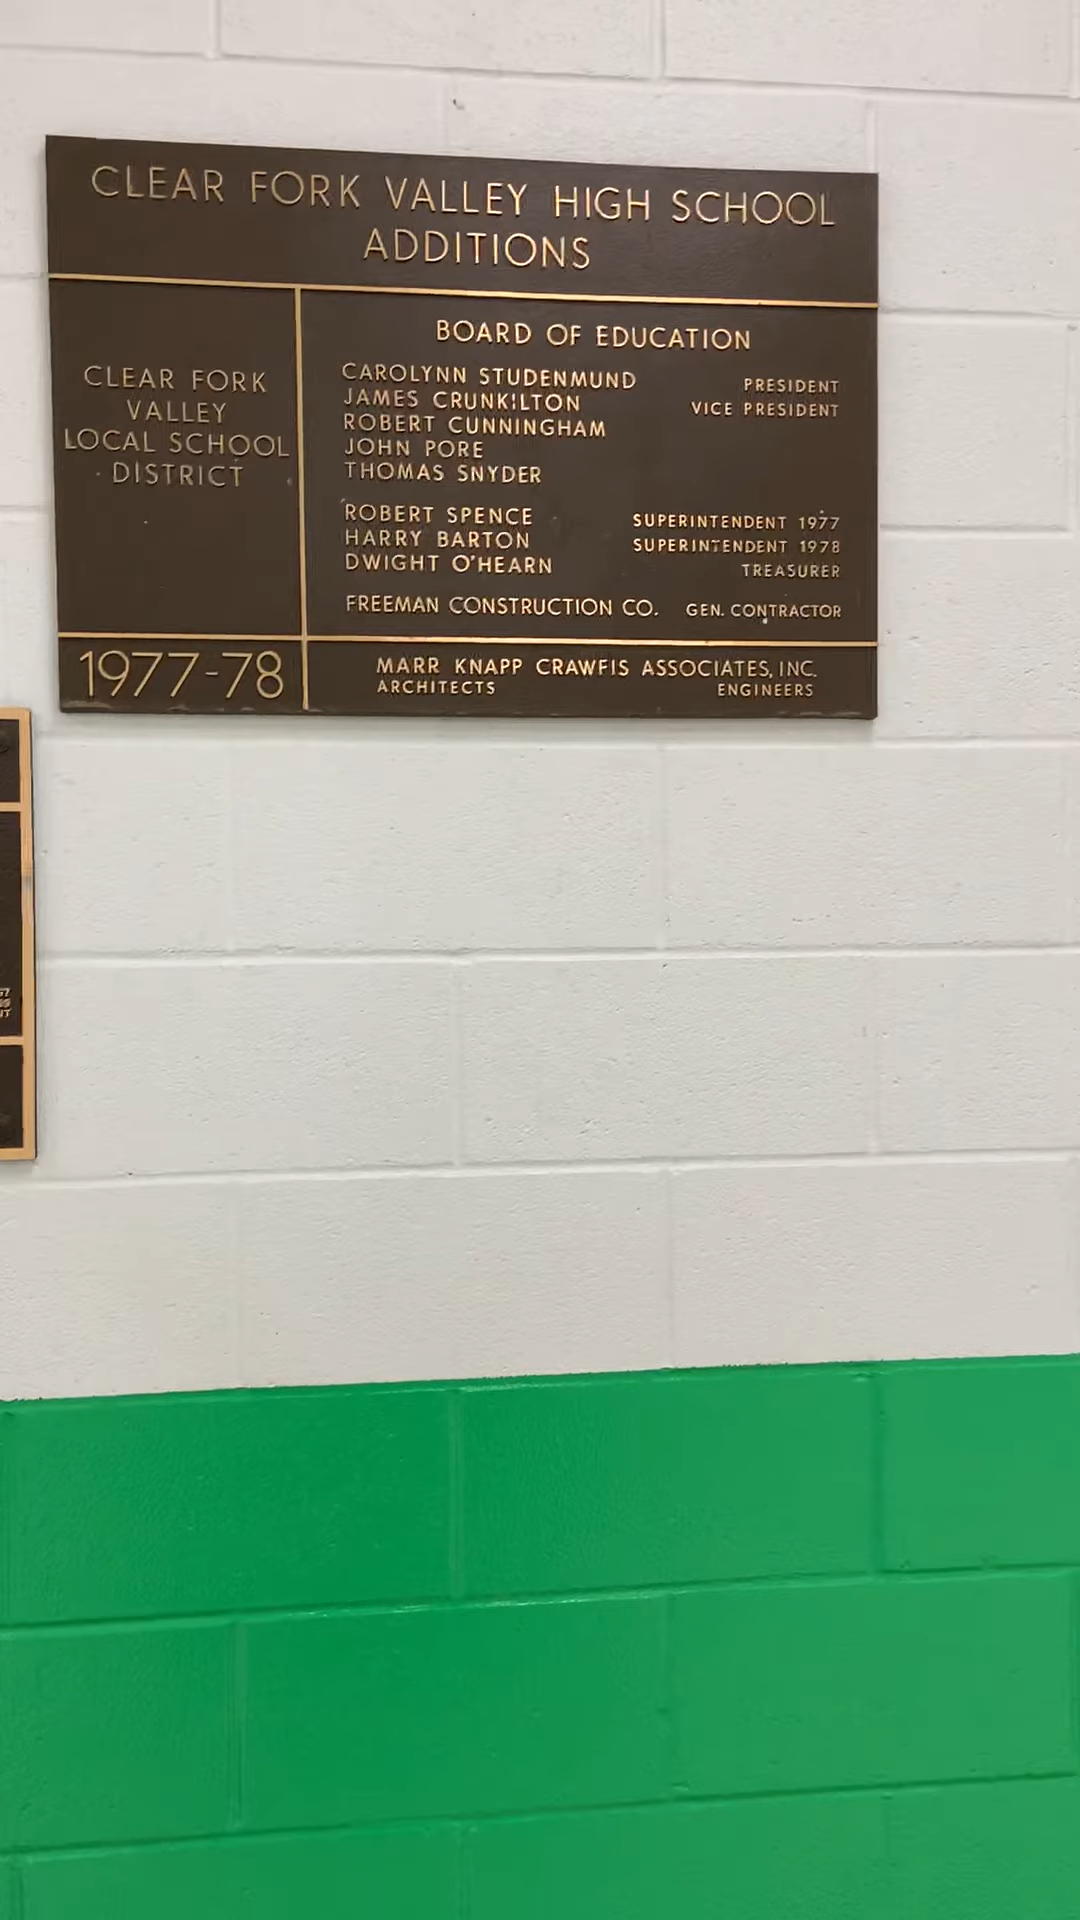 CLEAR FORK VALLEY HIGH SCHOOL
ADDITIONS
CLEAR FORK
VALLEY
LOCAL SCHOOL
DISTRICT
BOARD OF EDUCATION
CAROLYNN STUDENMUND PRESIDENT
JAMES CRUNKILTON VICE PRESIDENT
ROBERT CUNNINGHAM
JOHN PORE
THOMAS SNYDER
ROBERT SPENCE SUPERINTENDENT 1977
HARRY BARTON SUPERINTENDENT 1978
DWIGHT O'HEARN TREASURER
FREEMAN CONSTRUCTION CO. GEN. CONTRACTOR
1977-78
MARR KNAPP CRAWFIS ASSOCIATES, INC.
ARCHITECTS ENGINEERS